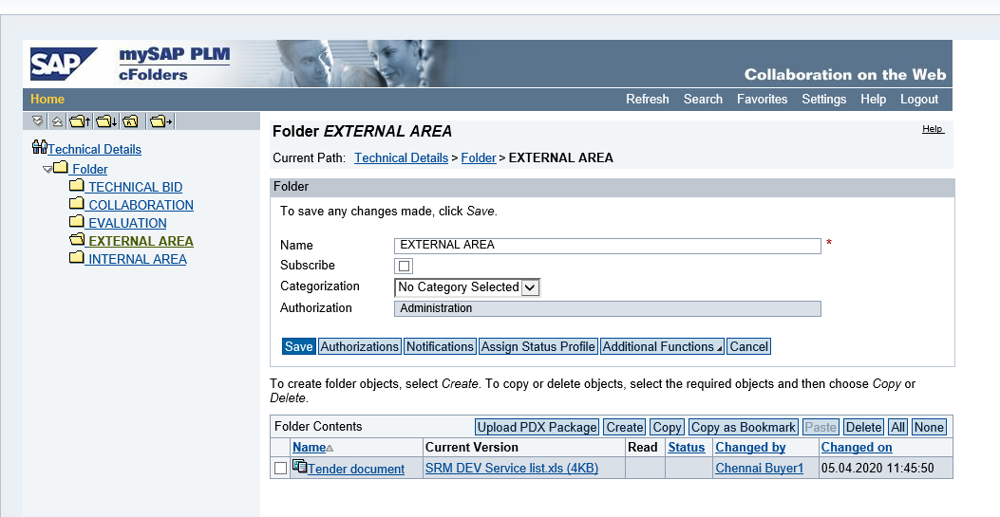 SAP mySAP PLM
cFolders
Collaboration on the Web
Home Refresh Search Favorites Settings Help Logout
Technical Details
Folder
TECHNICAL BID
COLLABORATION
EVALUATION
EXTERNAL AREA
INTERNAL AREA
Folder EXTERNAL AREA Help
Current Path: Technical Details > Folder > EXTERNAL AREA
Folder
To save any changes made, click Save.
Name EXTERNAL AREA *
Subscribe
Categorization No Category Selected
Authorization Administration
Save Authorizations Notifications Assign Status Profile Additional Functions Cancel
To create folder objects, select Create. To copy or delete objects, select the required objects and then choose Copy or
Delete.
Folder Contents Upload PDX Package Create Copy Copy as Bookmark Paste Delete All None
Name Current Version Read Status Changed by Changed on
Tender document SRM DEV Service list.xls (4KB) Chennai Buyer1 05.04.2020 11:45:50